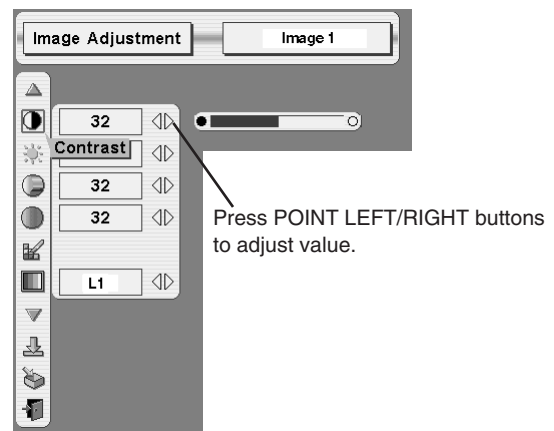 Image Adjustment
Image 1
32
Contrast
32
32
L1
Press POINT LEFT/RIGHT buttons
to adjust value.